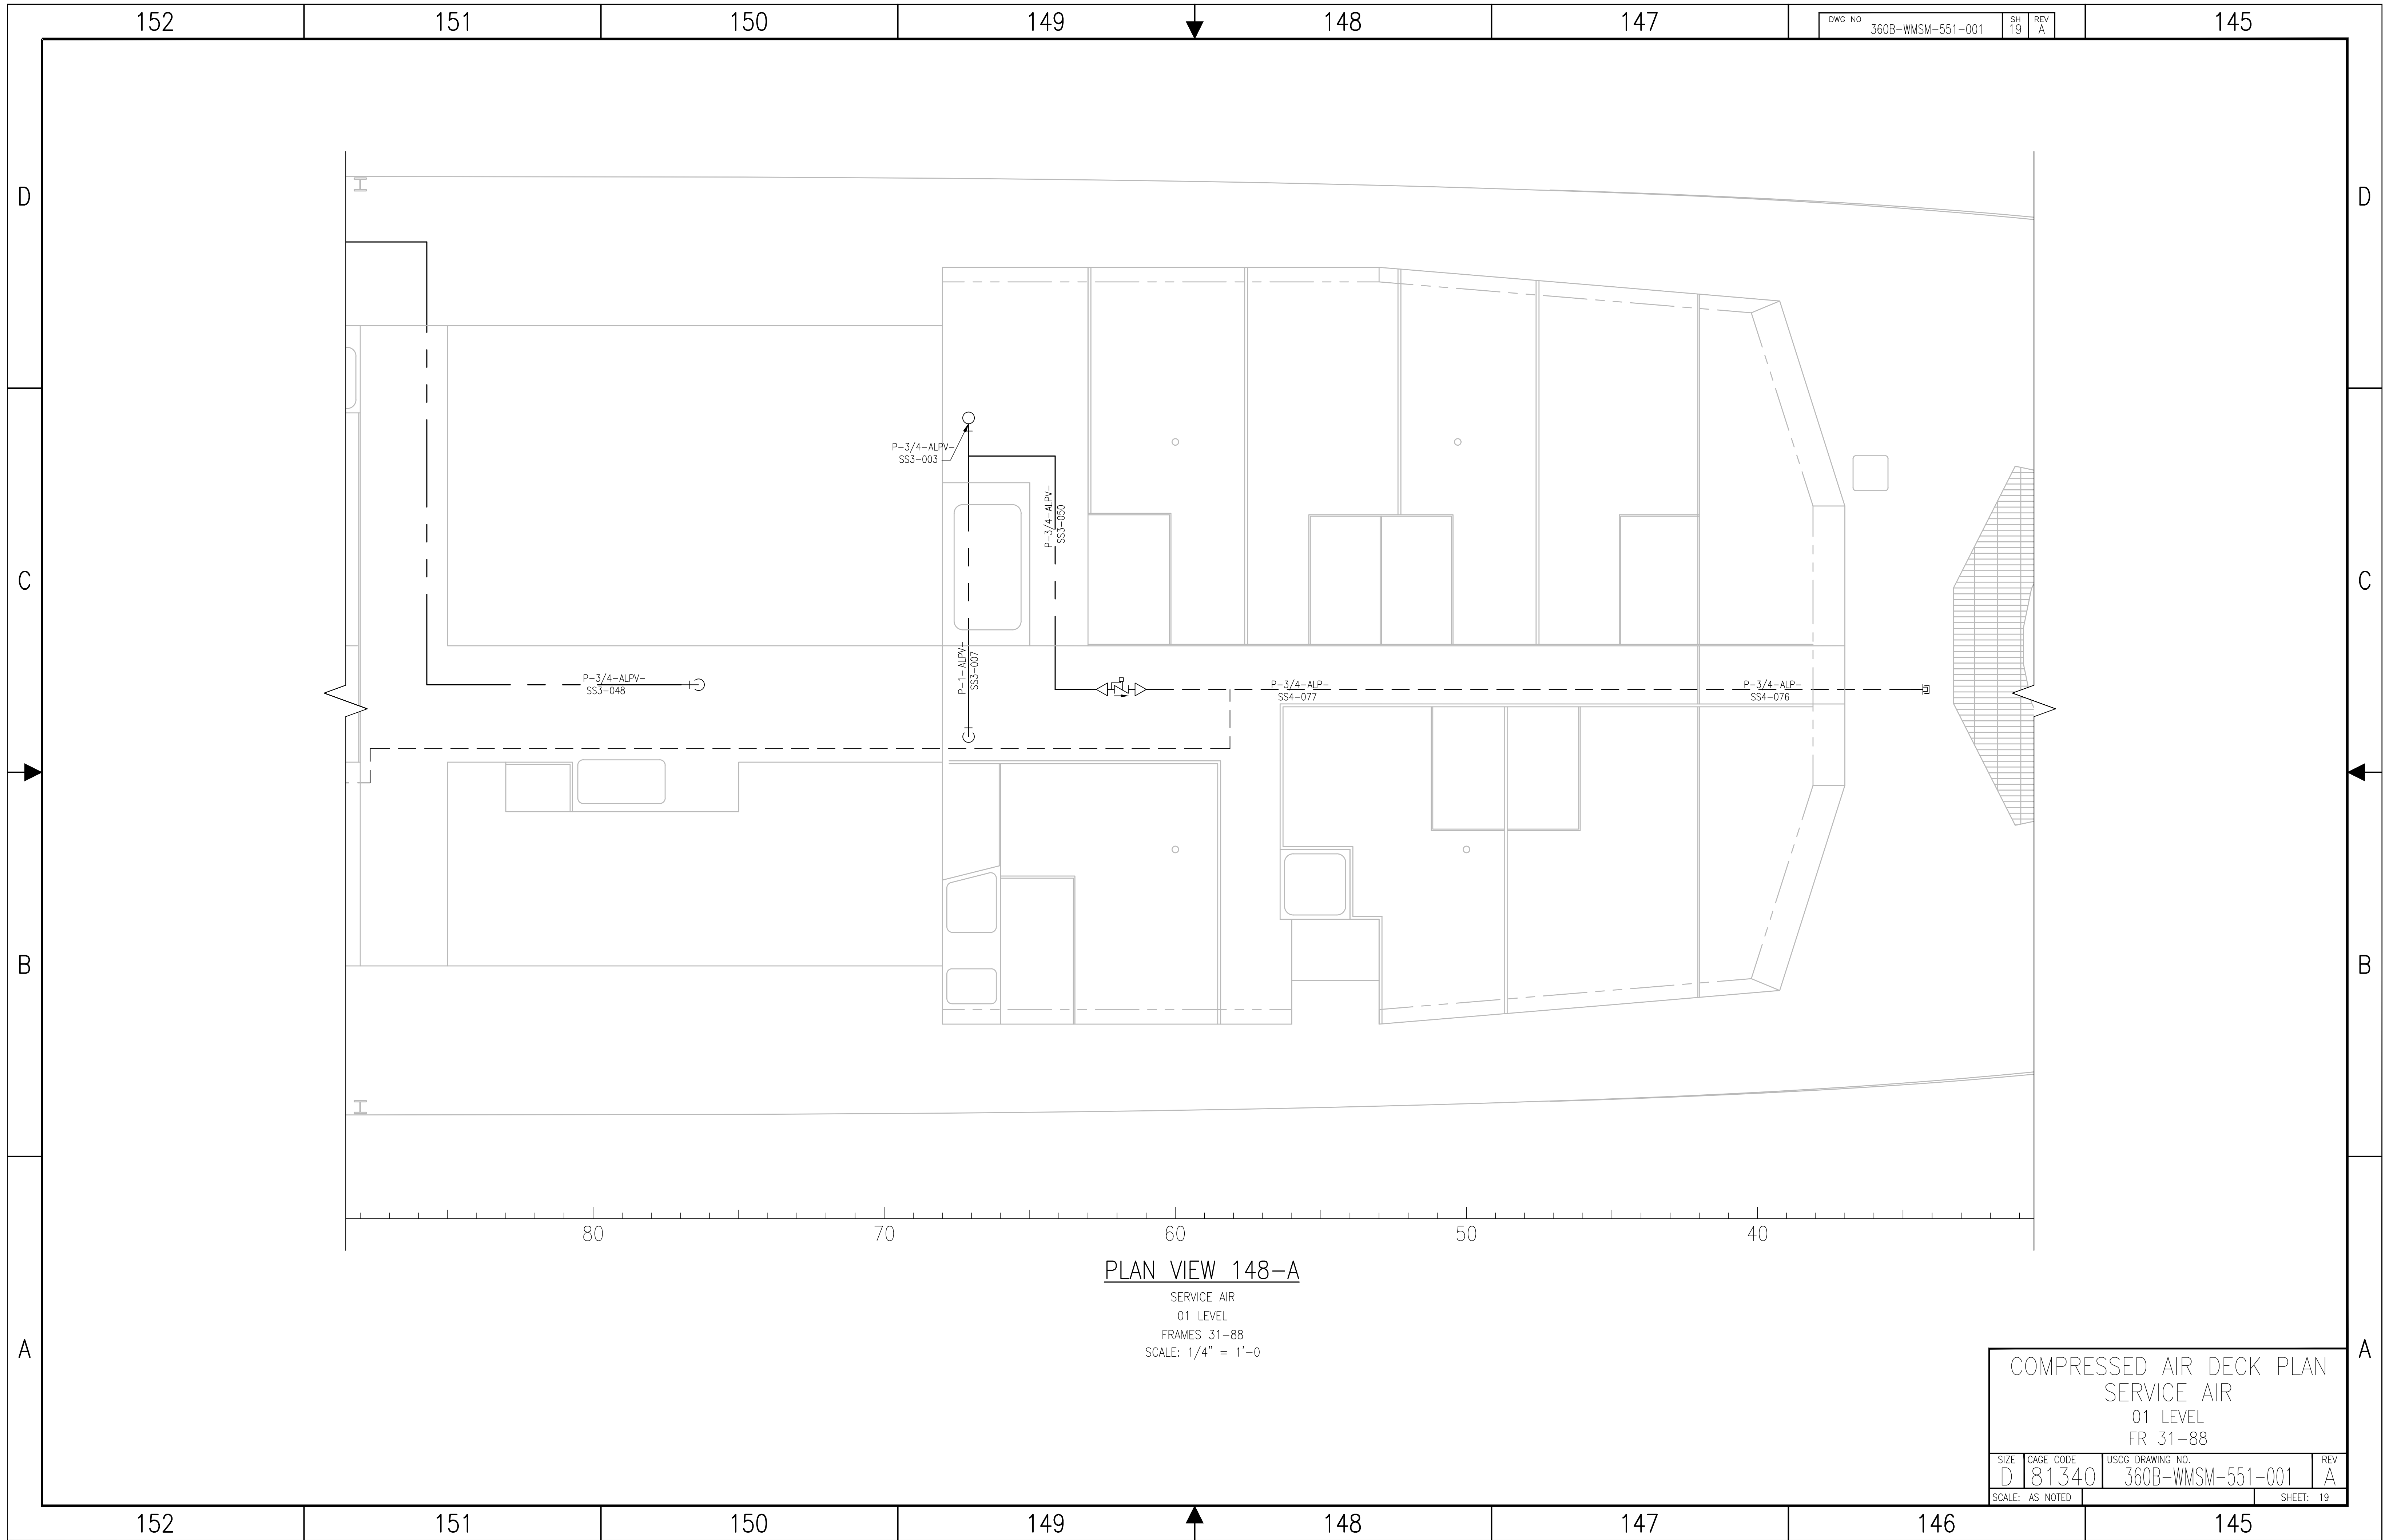 152 151 150 149 148 147 145
DWG NO
360B-WMSM-551-001
SH
19
REV
A
D
D
P-3/4-ALPV-
SS3-003
P-3/4-ALPV-
SS3-050
C
C
P-1-ALPV-
SS3-007
P-3/4-ALPV-
SS3-048
P-3/4-ALP-
SS4-077
P-3/4-ALP-
SS4-076
B
B
80 70 60 50 40
PLAN VIEW 148-A
SERVICE AIR
01 LEVEL
FRAMES 31-88
SCALE: 1/4" = 1'-0
A
A
COMPRESSED AIR DECK PLAN
SERVICE AIR
01 LEVEL
FR 31-88
SIZE
D
CAGE CODE
81340
USCG DRAWING NO.
360B-WMSM-551-001
REV
A
SCALE: AS NOTED
SHEET: 19
152 151 150 149 148 147 146 145